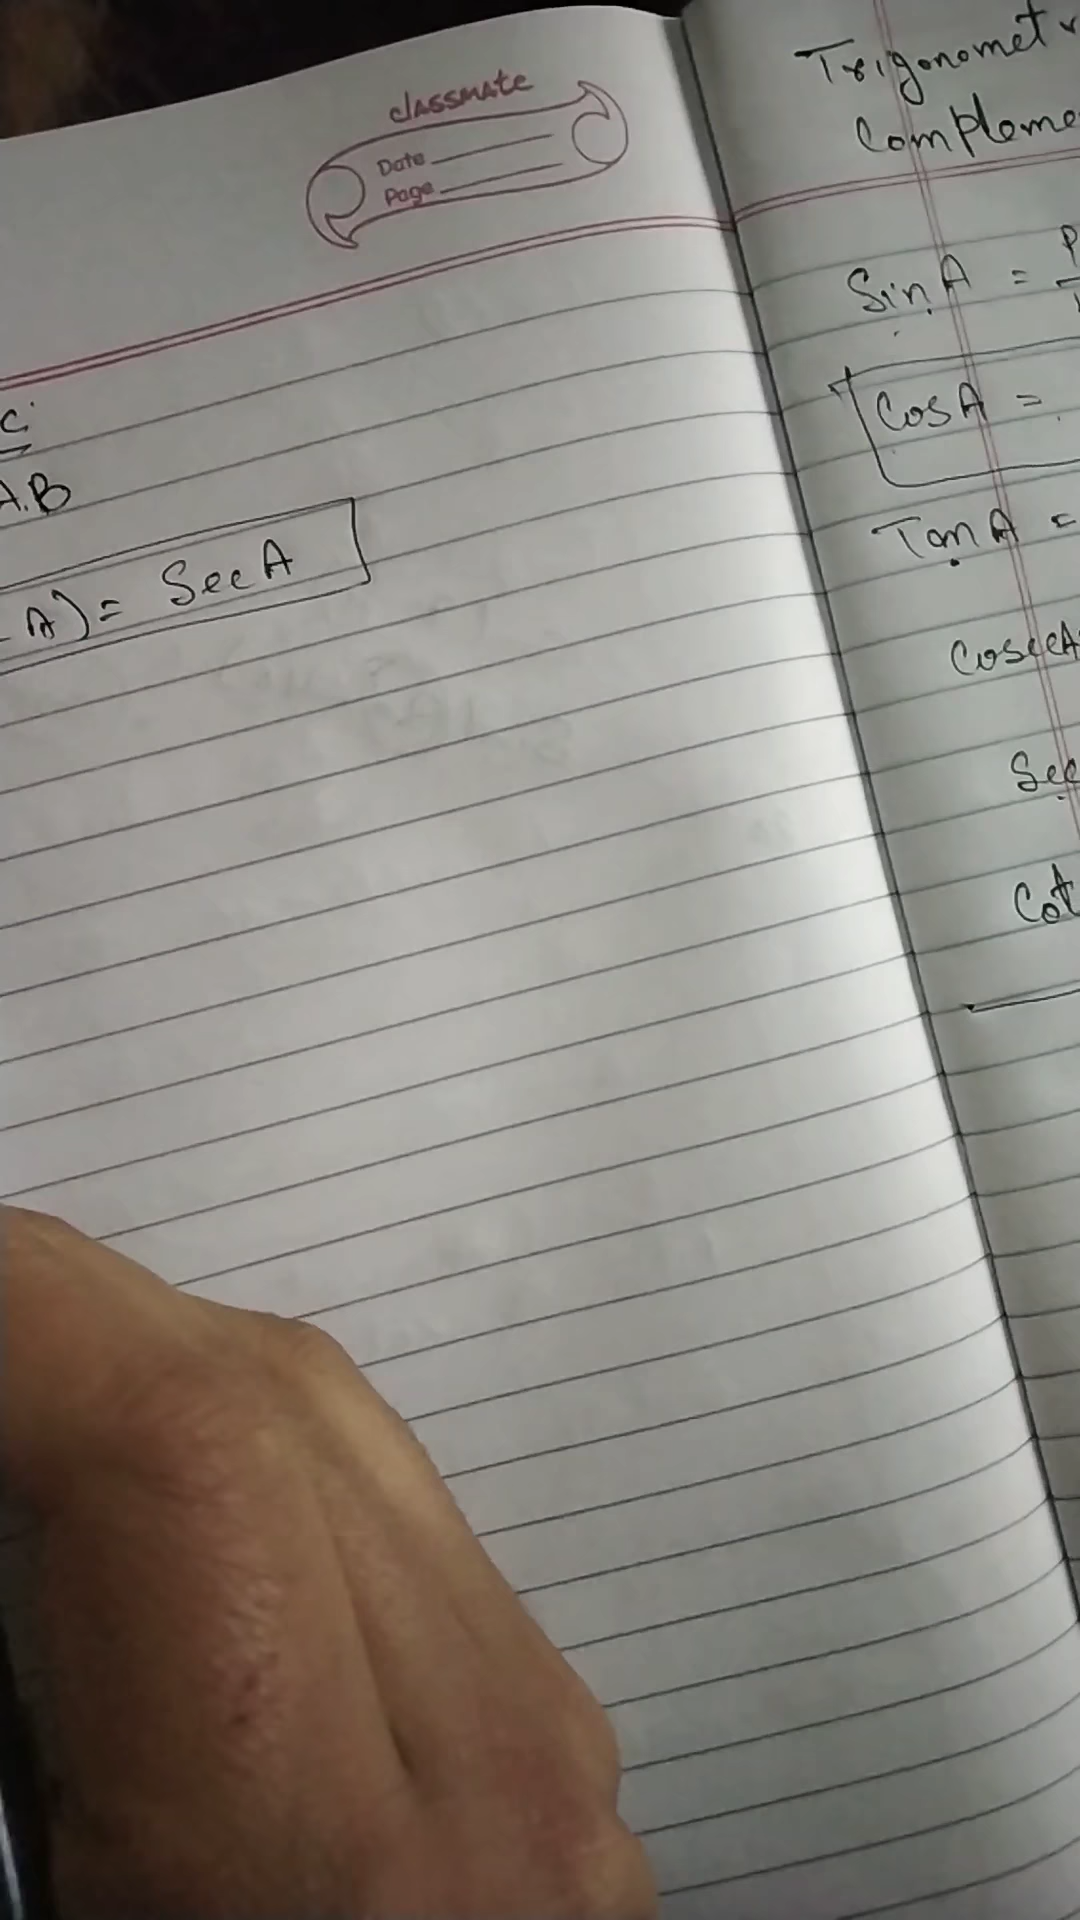 classmate
Date
Page
C
A.B
- A) = Sec A
Trigonomet
Compleme
Sin A = P
Cos A =
Tan A =
Cosec A
Sec
Cot